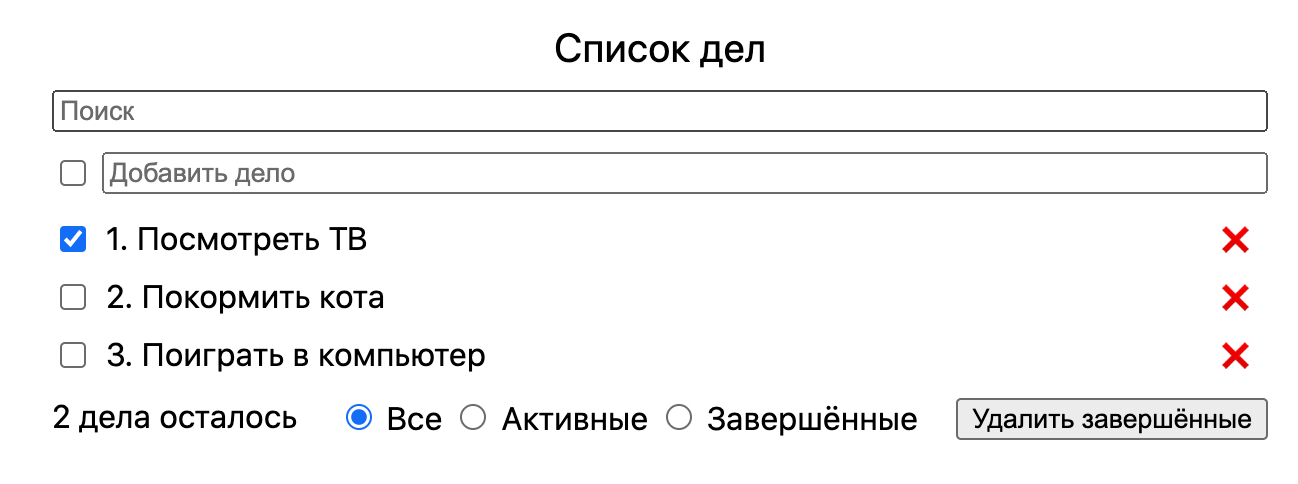 Список дел
Поиск
Добавить дело
1. Посмотреть ТВ
2. Покормить кота
3. Поиграть в компьютер
2 дела осталось Все Активные Завершённые Удалить завершённые